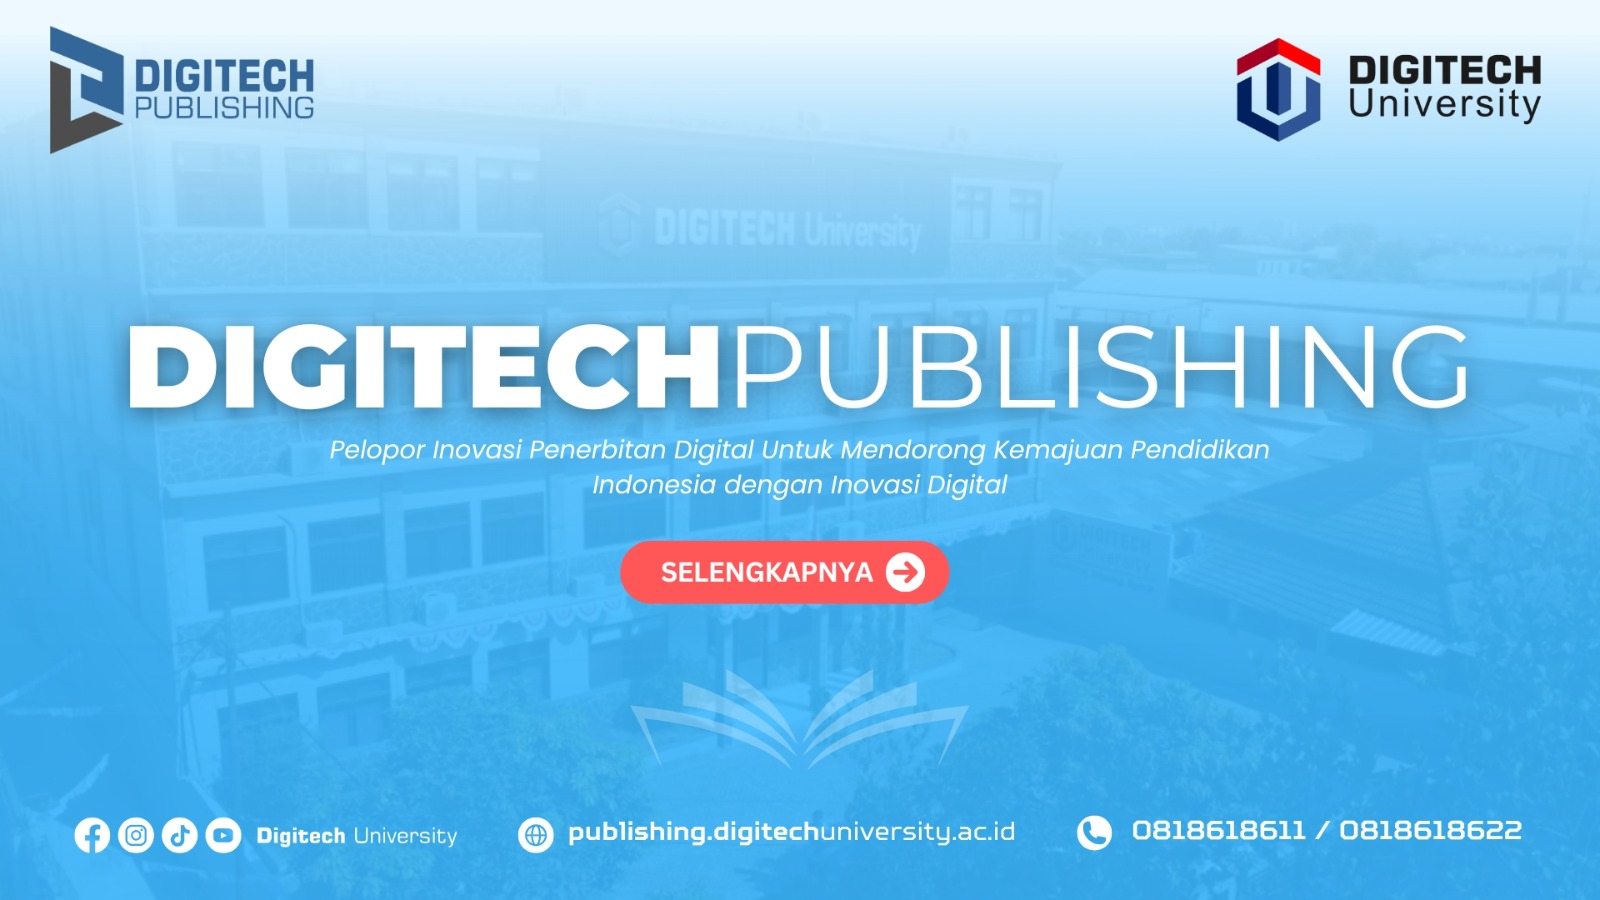 DIGITECH
PUBLISHING
DIGITECH
University
DIGITECH University
DIGITECHPUBLISHING
Pelopor Inovasi Penerbitan Digital Untuk Mendorong Kemajuan Pendidikan
Indonesia dengan Inovasi Digital
DIGITECH
SELENGKAPNYA
Digitech University
publishing.digitechuniversity.ac.id
0818618611 / 0818618622